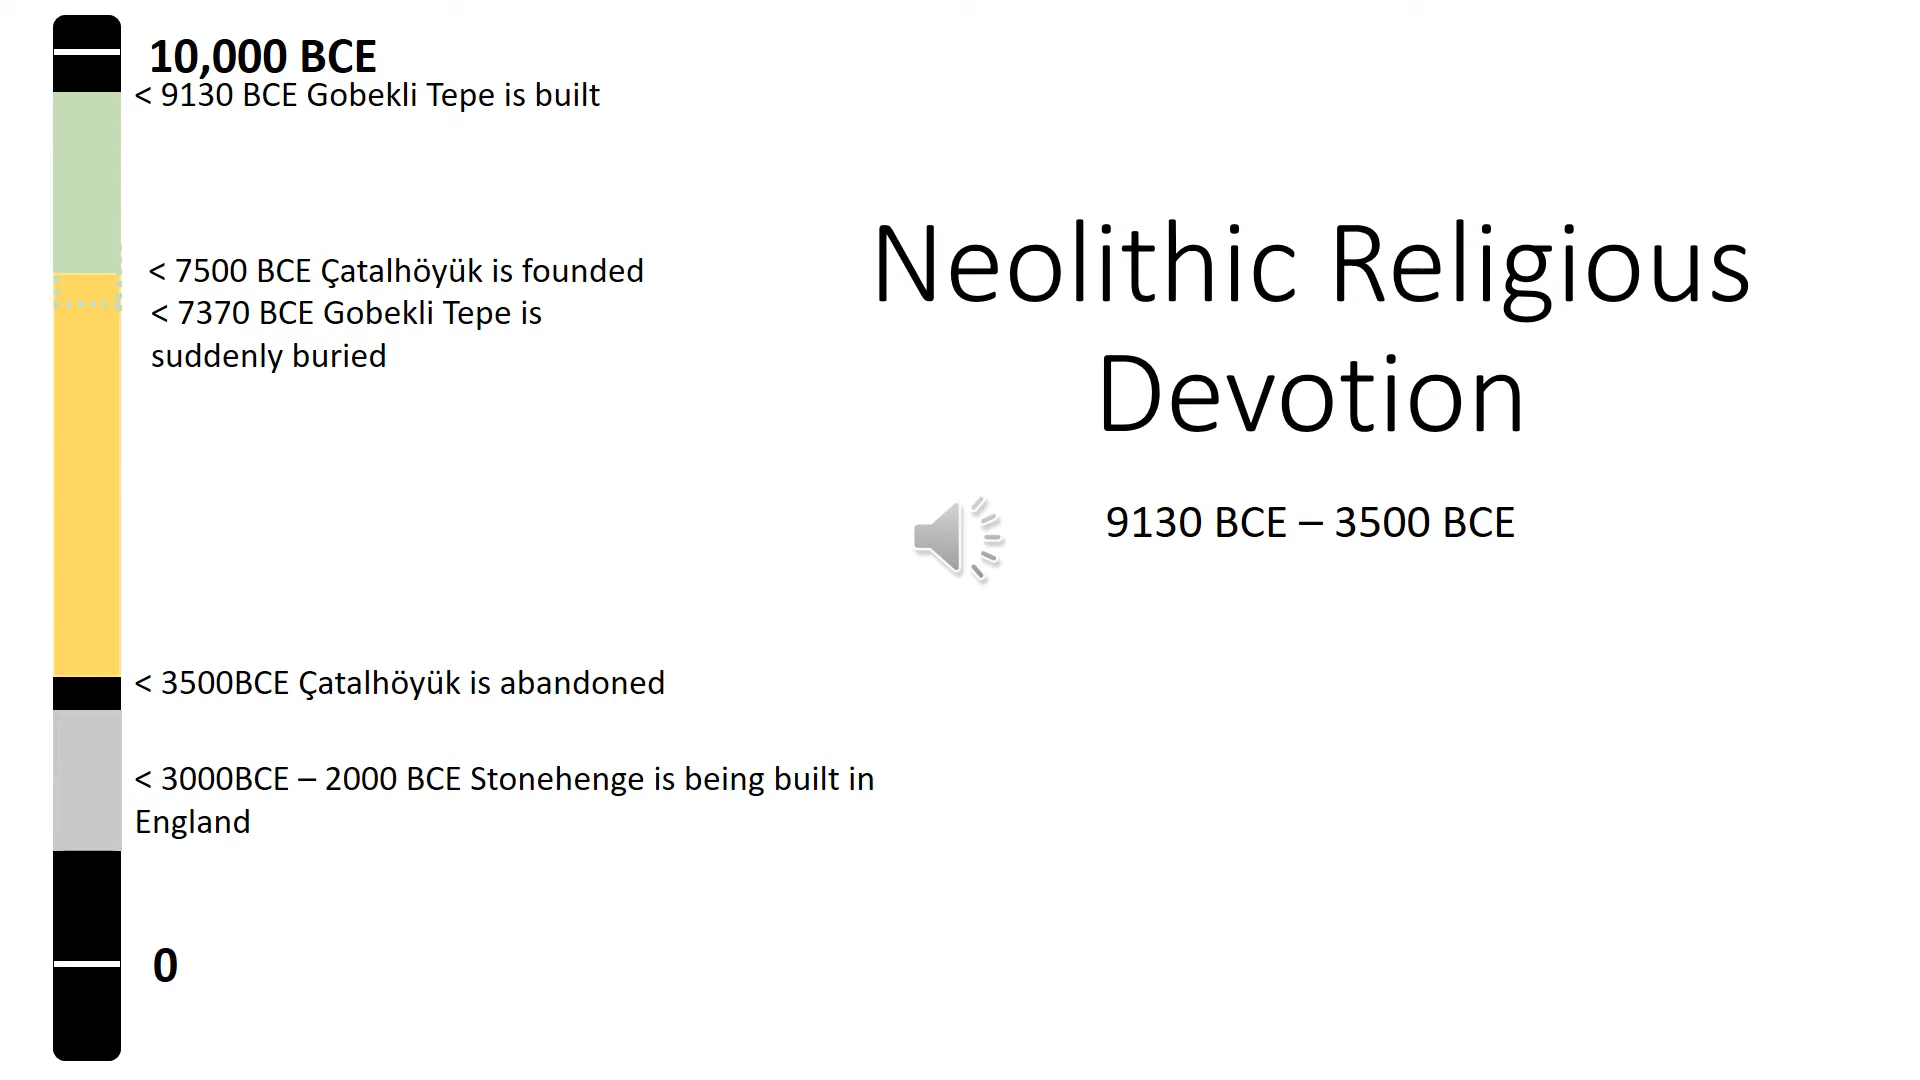 10,000 BCE
< 9130 BCE Gobekli Tepe is built
< 7500 BCE Çatalhöyük is founded
< 7370 BCE Gobekli Tepe is
suddenly buried
< 3500BCE Çatalhöyük is abandoned
< 3000BCE – 2000 BCE Stonehenge is being built in
England
0
Neolithic Religious
Devotion
9130 BCE – 3500 BCE